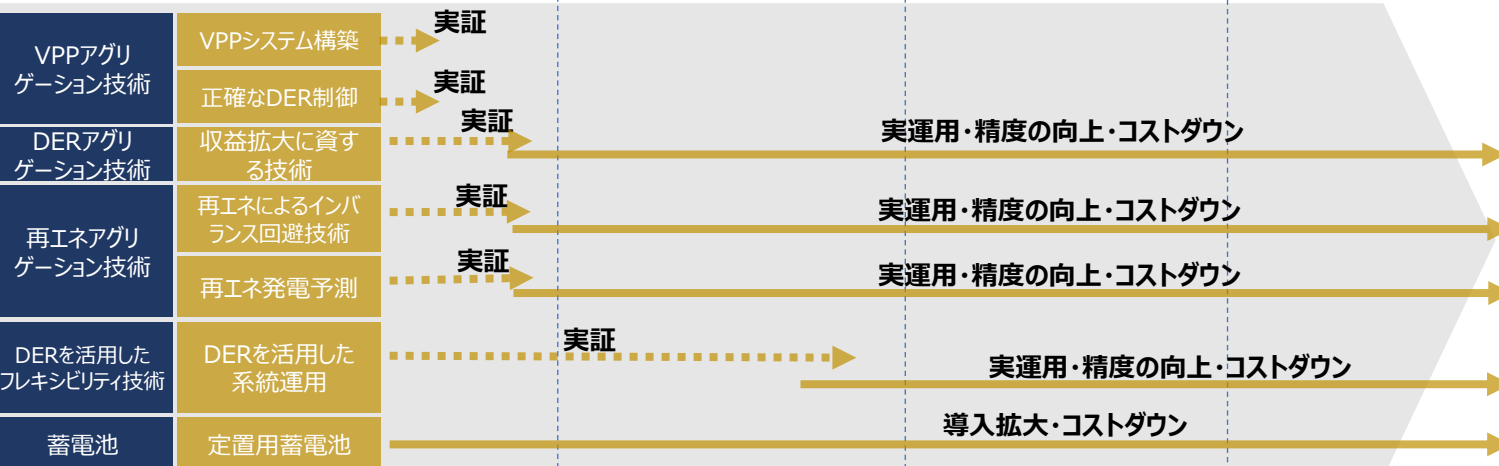 VPPアグリ
ゲーション技術
VPPシステム構築
実証
正確なDER制御
実証
DERアグリ
ゲーション技術
収益拡大に資す
る技術
実証
実運用・精度の向上・コストダウン
再エネアグリ
ゲーション技術
再エネによるインバ
ランス回避技術
実証
実運用・精度の向上・コストダウン
再エネ発電予測
実証
実運用・精度の向上・コストダウン
DERを活用した
フレキシビリティ技術
DERを活用した
系統運用
実証
実運用・精度の向上・コストダウン
蓄電池
定置用蓄電池
導入拡大・コストダウン